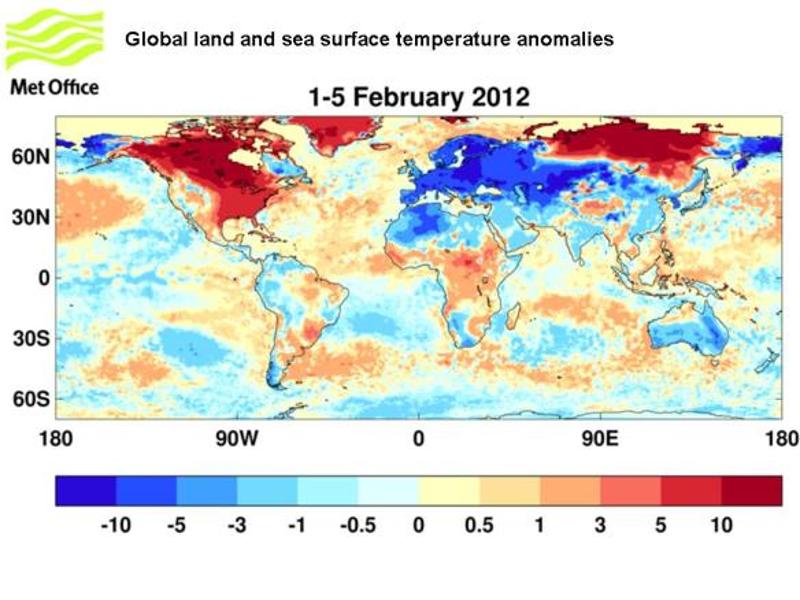 Global land and sea surface temperature anomalies
Met Office
1-5 February 2012
60N
30N
0
30S
60S
180 90W 0 90E 180
-10 -5 -3 -1 -0.5 0 0.5 1 3 5 10